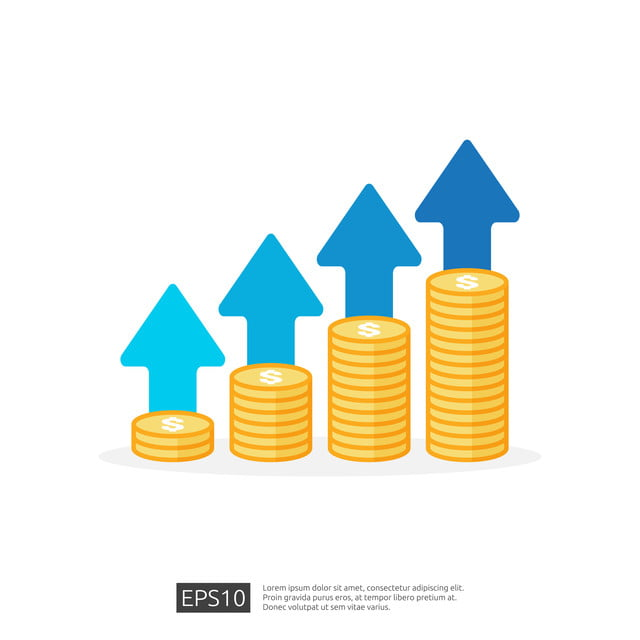 $
$
$
$
EPS10
Lorem ipsum dolor sit amet, consectetur adipiscing elit.
Proin gravida purus eros, at tempor libero pretium at.
Donec volutpat ut sem vitae varius.